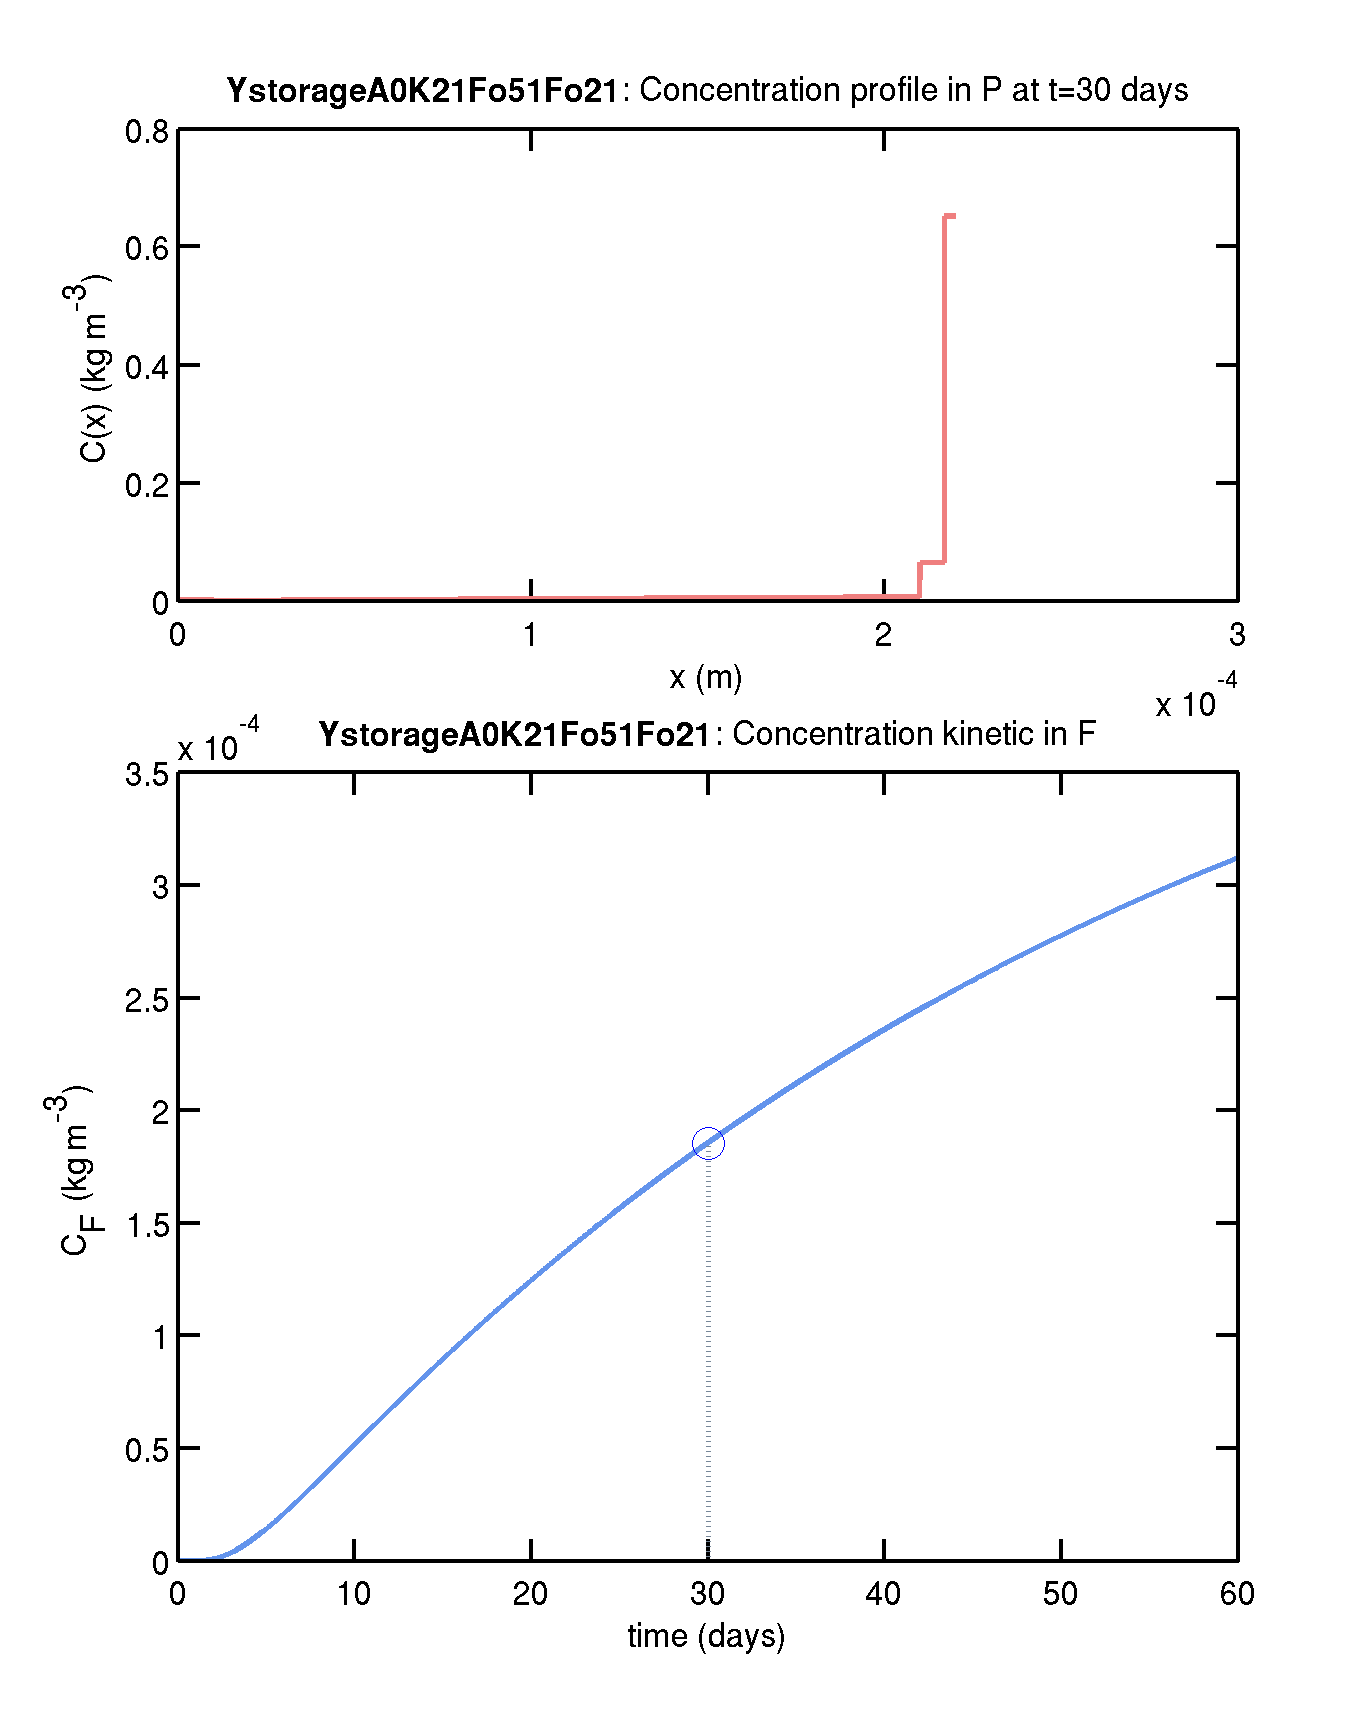 YstorageA0K21Fo51Fo21: Concentration profile in P at t=30 days
0.8
0.6
0.4
0.2
0
C(x) (kg m-3)
0 1 2 3
x (m)
x 10-4
x 10-4
YstorageA0K21Fo51Fo21: Concentration kinetic in F
3.5
3
2.5
2
1.5
1
0.5
0
CF (kg m-3)
0 10 20 30 40 50 60
time (days)